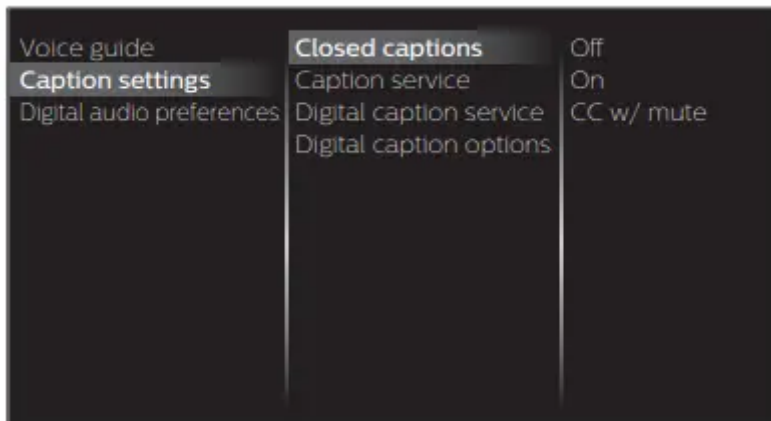 Voice guide
Caption settings
Digital audio preferences
Closed captions
Caption service
Digital caption service
Digital caption options
Off
On
CC w/ mute